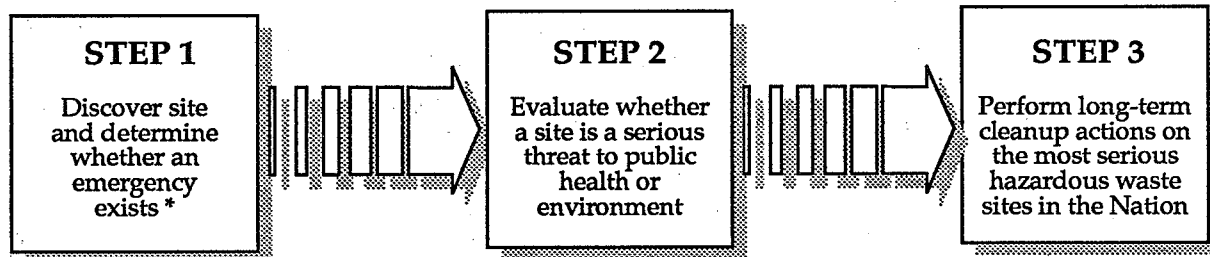 STEP 1
Discover site
and determine
whether an
emergency
exists *
STEP 2
Evaluate whether
a site is a serious
threat to public
health or
environment
STEP 3
Perform long-term
cleanup actions on
the most serious
hazardous waste
sites in the Nation